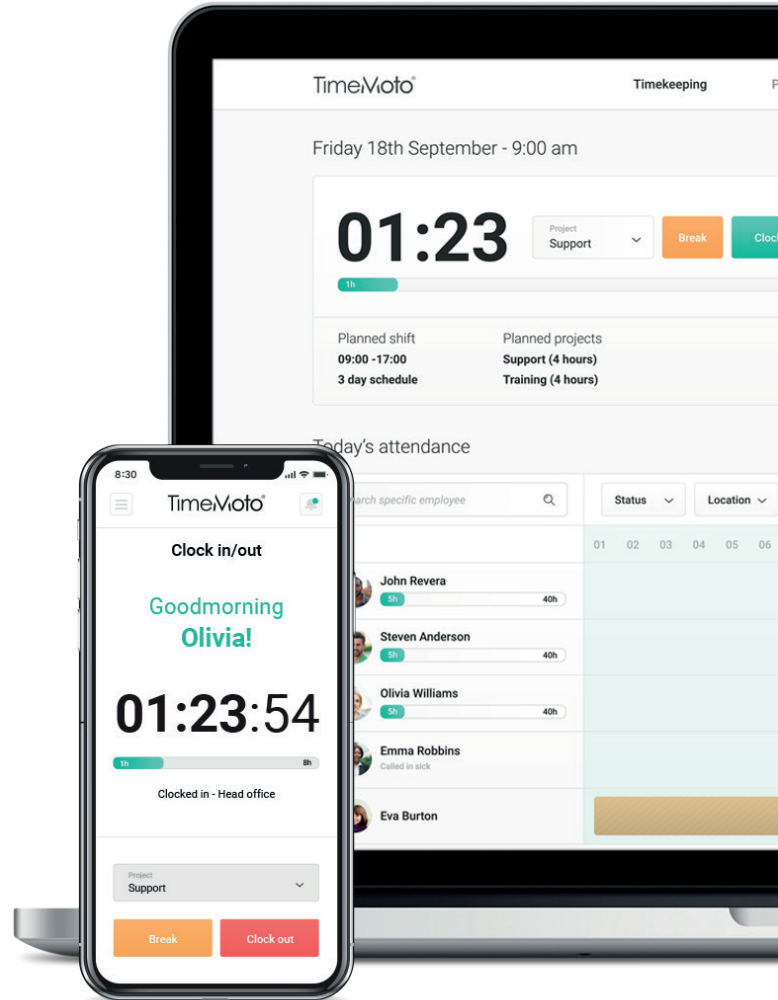 TimeMoto®
Timekeeping
P
Friday 18th September - 9:00 am
01:23
Project
Support
Break
Cloc
1h
Planned shift
Planned projects
09:00 -17:00
Support (4 hours)
3 day schedule
Training (4 hours)
Today's attendance
arch specific employee
Status
Location
01 02 03 04 05 06
John Revera
5h
40h
Steven Anderson
5h
40h
Olivia Williams
5h
40h
Emma Robbins
Called in sick
Eva Burton
8:30
TimeMoto®
Clock in/out
Goodmorning
Olivia!
01:23:54
1h
8h
Clocked in - Head office
Project
Support
Break
Clock out